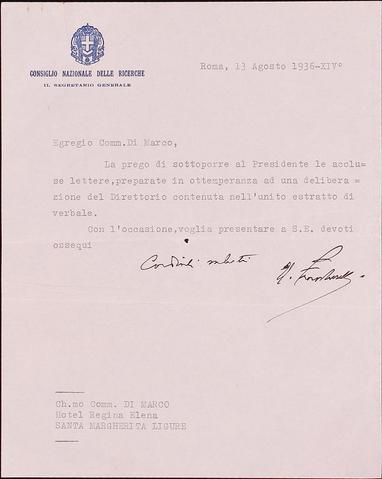 CONSIGLIO NAZIONALE DELLE RICERCHE
IL SEGRETARIO GENERALE
Roma, 13 Agosto 1936-XIV°
Egregio Comm.Di Marco,
La prego di sottoporre al Presidente le acclu=
se lettere,preparate in ottemperanza ad una delibera =
zione del Direttorio contenuta nell'unito estratto di
verbale.
Con l'occasione,voglia presentare a S.E. devoti
ossequi
Cordiali saluti
Ch.mo Comm. DI MARCO
Hotel Regina Elena
SANTA MARGHERITA LIGURE